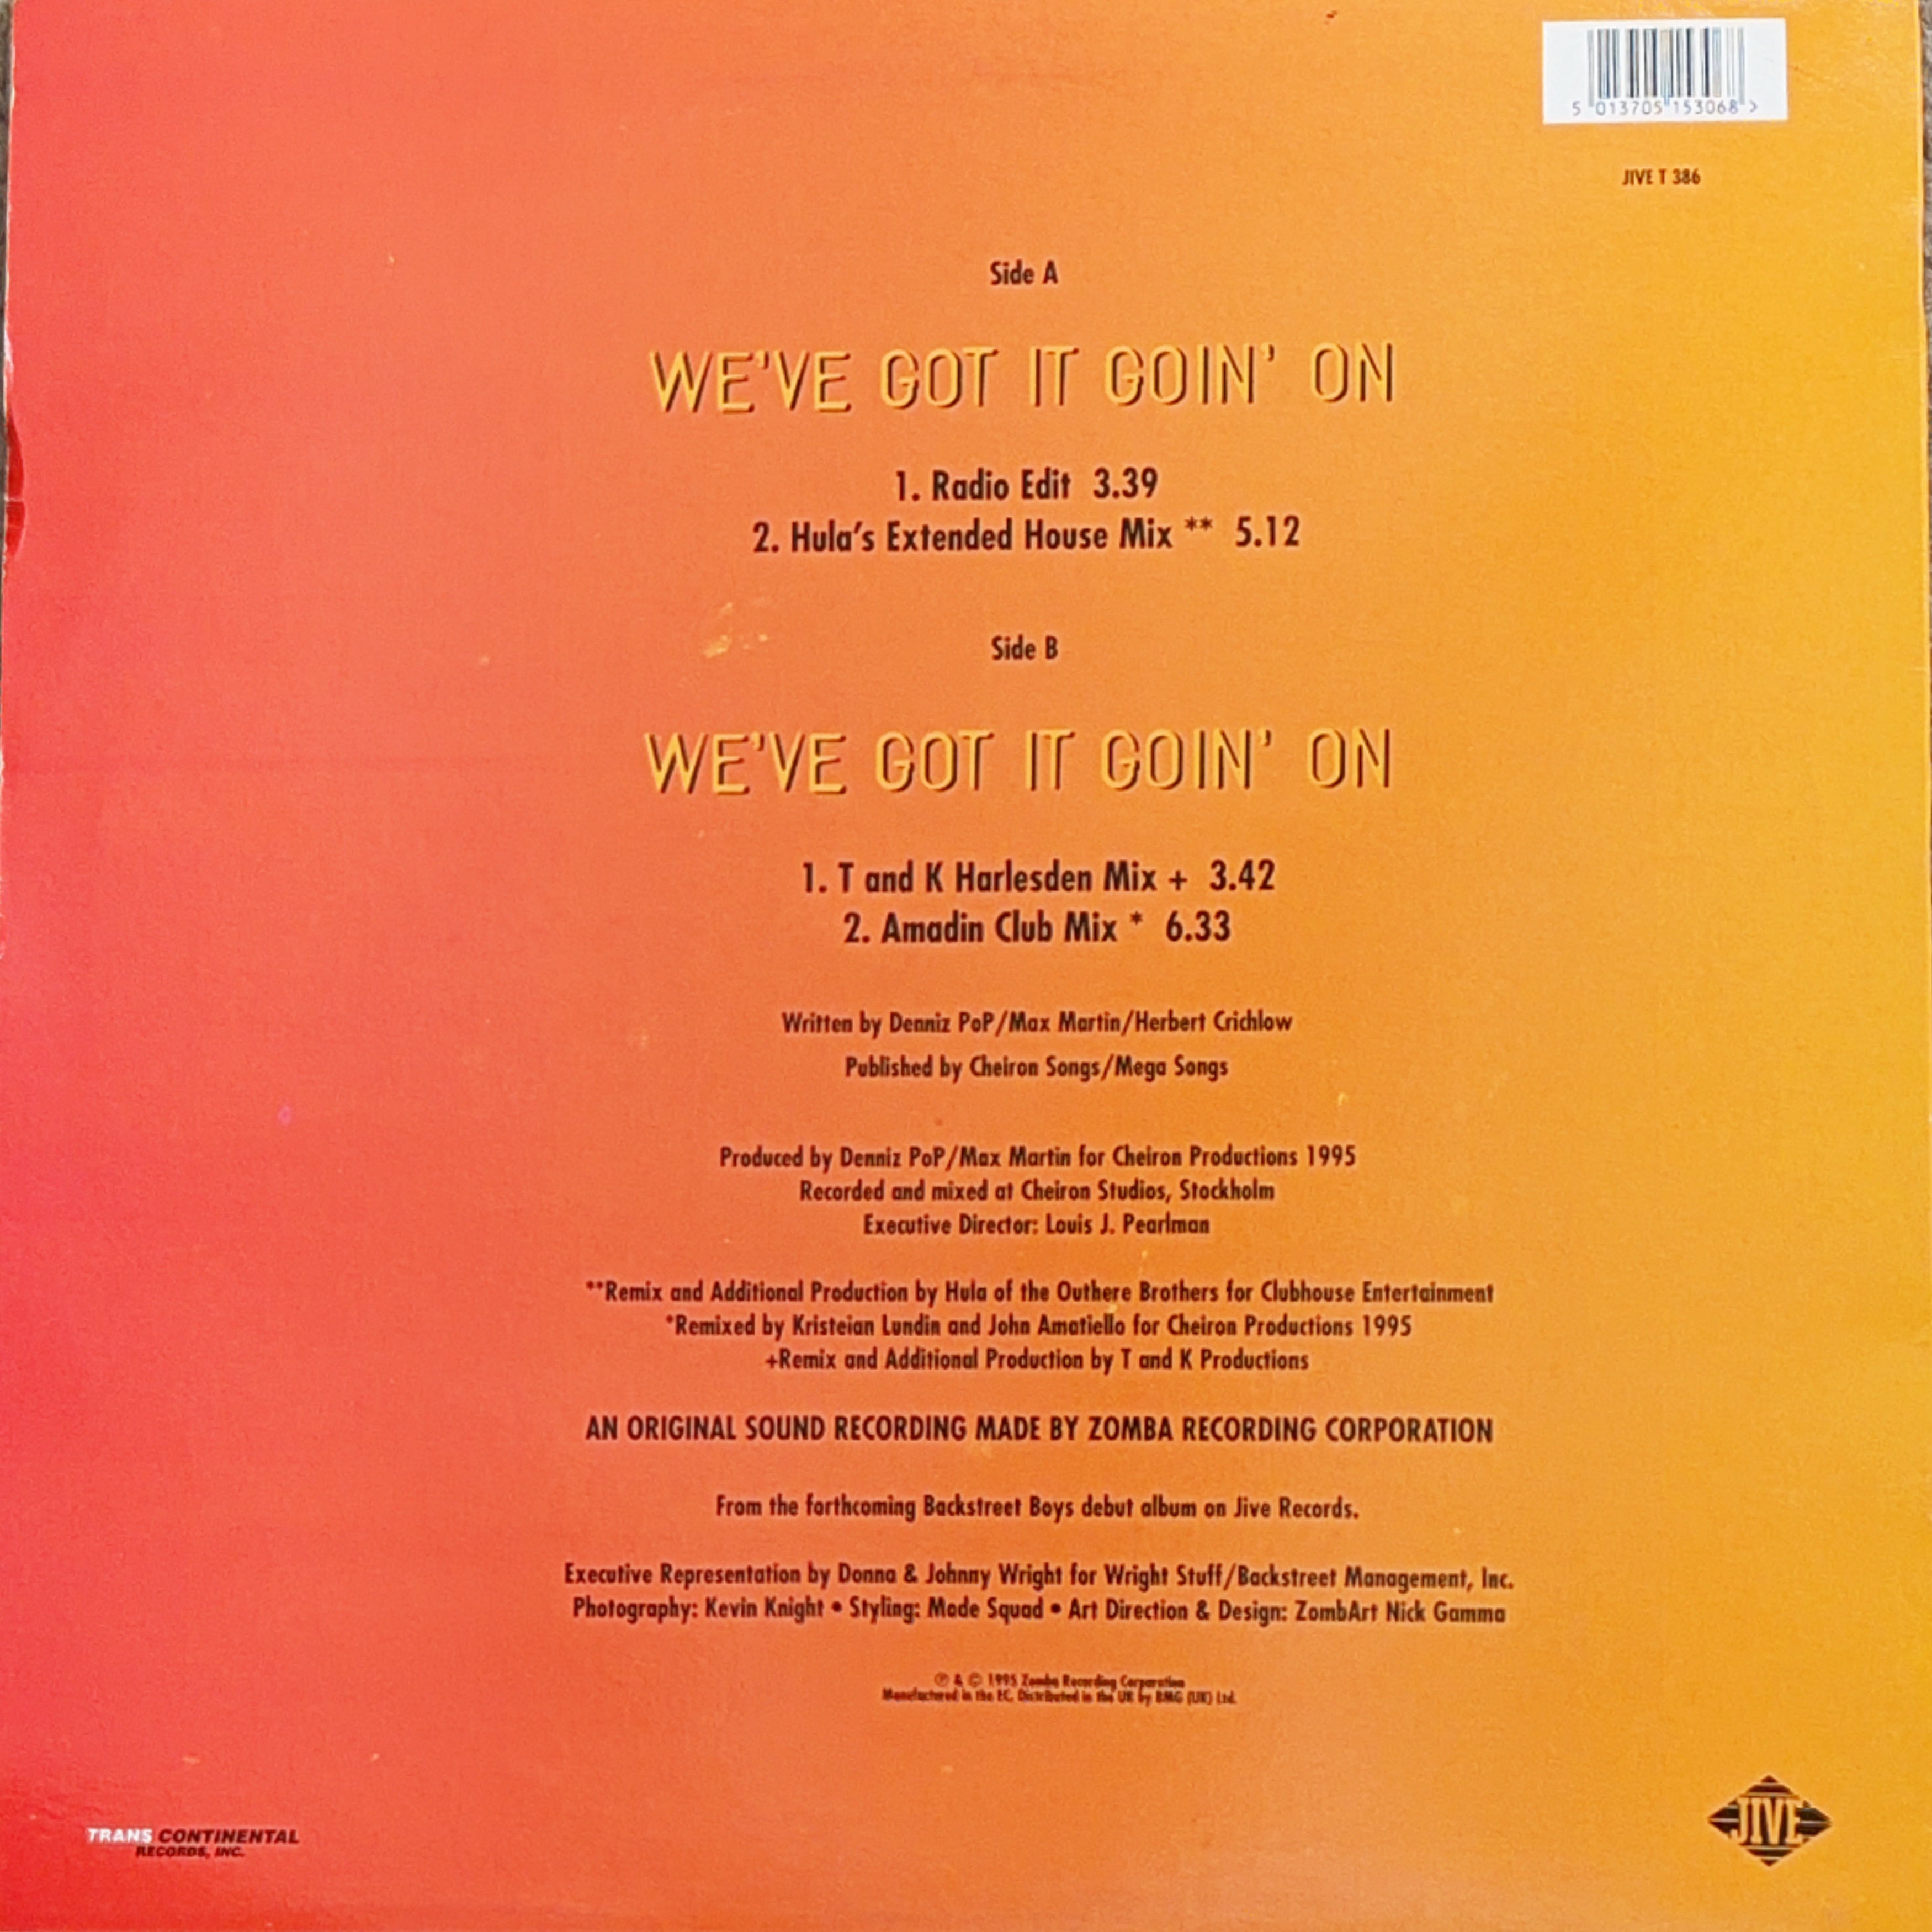 5 013705 153068 >
JIVE T 386
Side A
WE'VE GOT IT GOIN' ON
1. Radio Edit 3.39
2. Hula's Extended House Mix ** 5.12
Side B
WE'VE GOT IT GOIN' ON
1. T and K Harlesden Mix + 3.42
2. Amadin Club Mix * 6.33
Written by Denniz PoP/Max Martin/Herbert Crichlow
Published by Cheiron Songs/Mega Songs
Produced by Denniz PoP/Max Martin for Cheiron Productions 1995
Recorded and mixed at Cheiron Studios, Stockholm
Executive Director: Louis J. Pearlman
**Remix and Additional Production by Hula of the Outhere Brothers for Clubhouse Entertainment
*Remixed by Kristeian Lundin and John Amatiello for Cheiron Productions 1995
+Remix and Additional Production by T and K Productions
AN ORIGINAL SOUND RECORDING MADE BY ZOMBA RECORDING CORPORATION
From the forthcoming Backstreet Boys debut album on Jive Records.
Executive Representation by Donna & Johnny Wright for Wright Stuff/Backstreet Management, Inc.
Photography: Kevin Knight • Styling: Mode Squad • Art Direction & Design: ZombArt Nick Gamma
℗ & © 1995 Zomba Recording Corporation
Manufactured in the EC. Distributed in the UK by BMG (UK) Ltd.
TRANS CONTINENTAL
RECORDS, INC.
JIVE